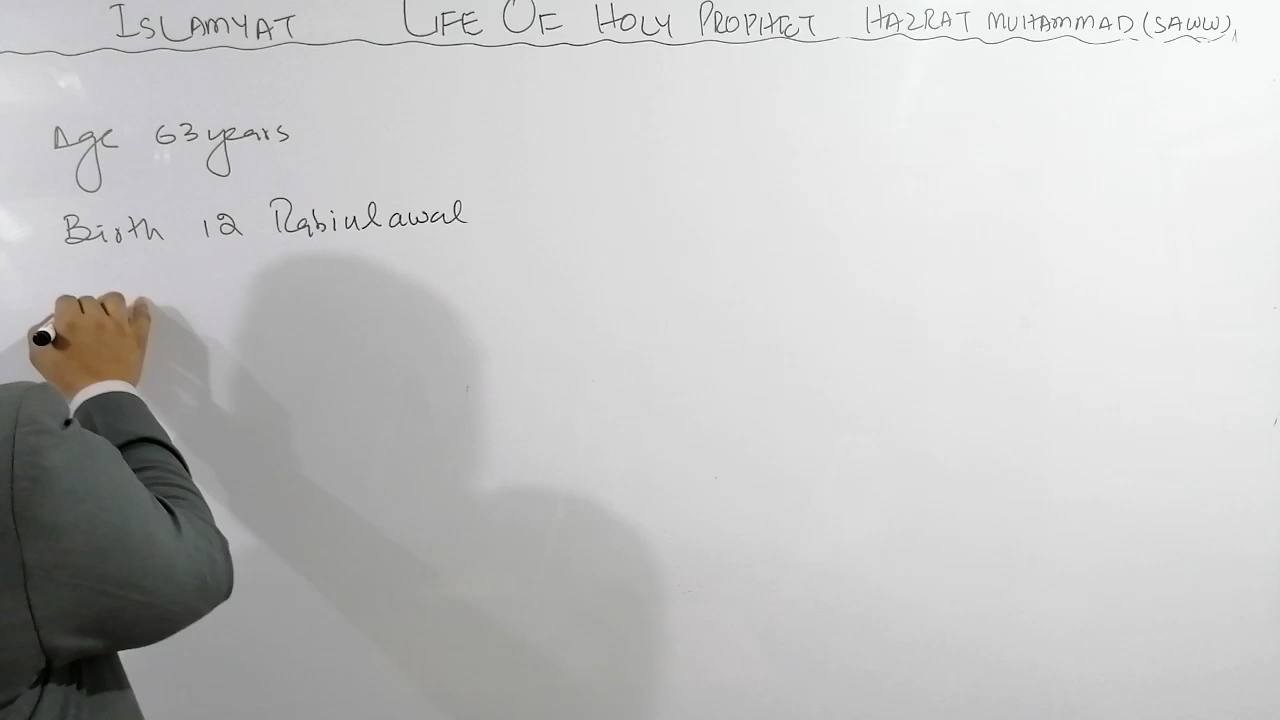 ISLAMYAT LIFE OF HOLY PROPHET HAZRAT MUHAMMAD (SAWW)
Age 63 years
Birth 12 Rabiulawal